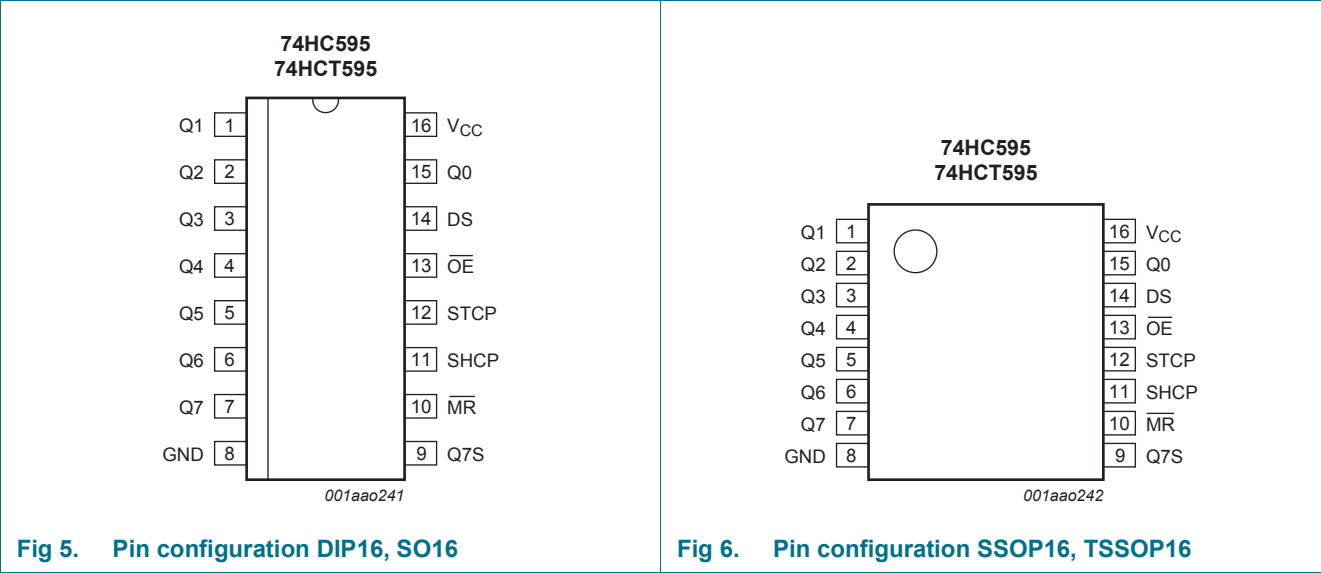 74HC595
74HCT595
Q1 1 16 VCC
Q2 2 15 Q0
Q3 3 14 DS
Q4 4 13 O̅E̅
Q5 5 12 STCP
Q6 6 11 SHCP
Q7 7 10 M̅R̅
GND 8 9 Q7S
001aao241
Fig 5. Pin configuration DIP16, SO16
74HC595
74HCT595
Q1 1 16 VCC
Q2 2 15 Q0
Q3 3 14 DS
Q4 4 13 O̅E̅
Q5 5 12 STCP
Q6 6 11 SHCP
Q7 7 10 M̅R̅
GND 8 9 Q7S
001aao242
Fig 6. Pin configuration SSOP16, TSSOP16